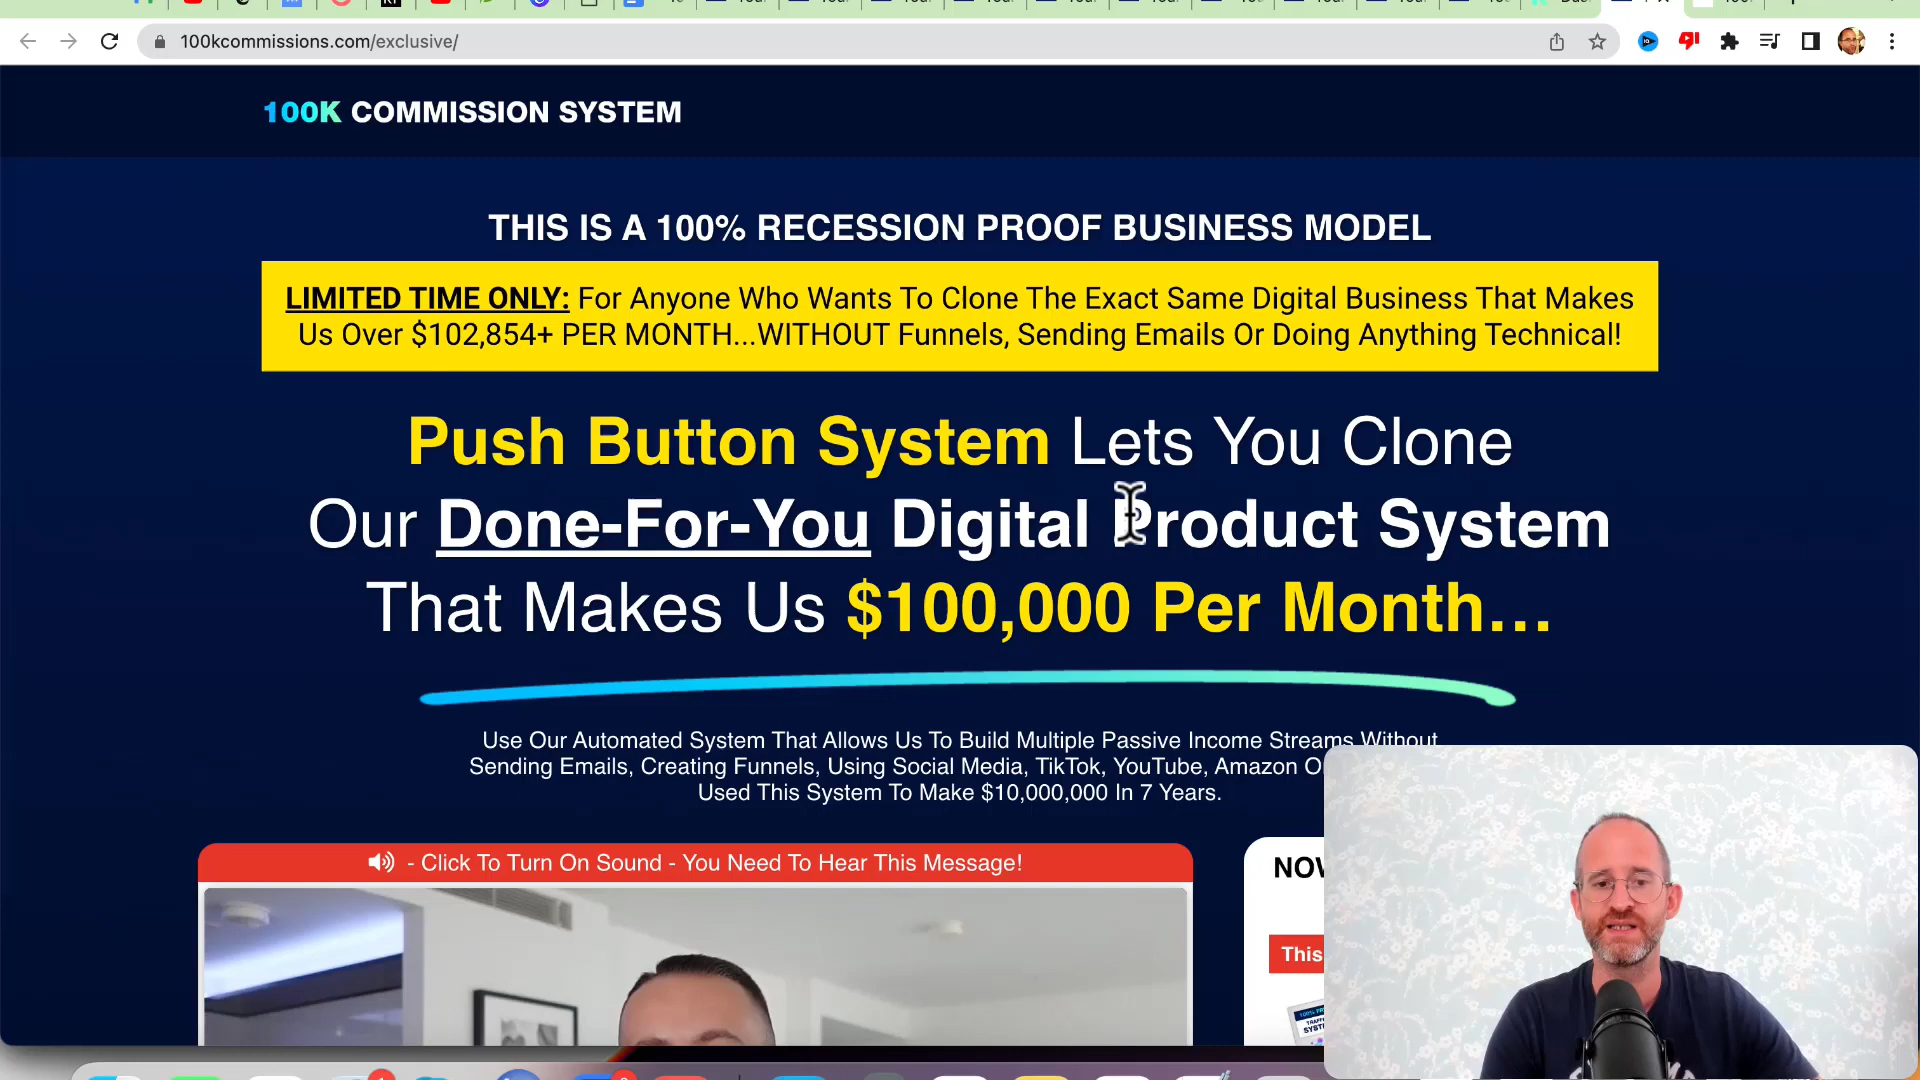 100kcommissions.com/exclusive/
100K COMMISSION SYSTEM
THIS IS A 100% RECESSION PROOF BUSINESS MODEL
LIMITED TIME ONLY: For Anyone Who Wants To Clone The Exact Same Digital Business That Makes
Us Over $102,854+ PER MONTH...WITHOUT Funnels, Sending Emails Or Doing Anything Technical!
Push Button System Lets You Clone
Our Done-For-You Digital Product System
That Makes Us $100,000 Per Month...
Use Our Automated System That Allows Us To Build Multiple Passive Income Streams Without
Sending Emails, Creating Funnels, Using Social Media, TikTok, YouTube, Amazon
Used This System To Make $10,000,000 In 7 Years.
- Click To Turn On Sound - You Need To Hear This Message!
This